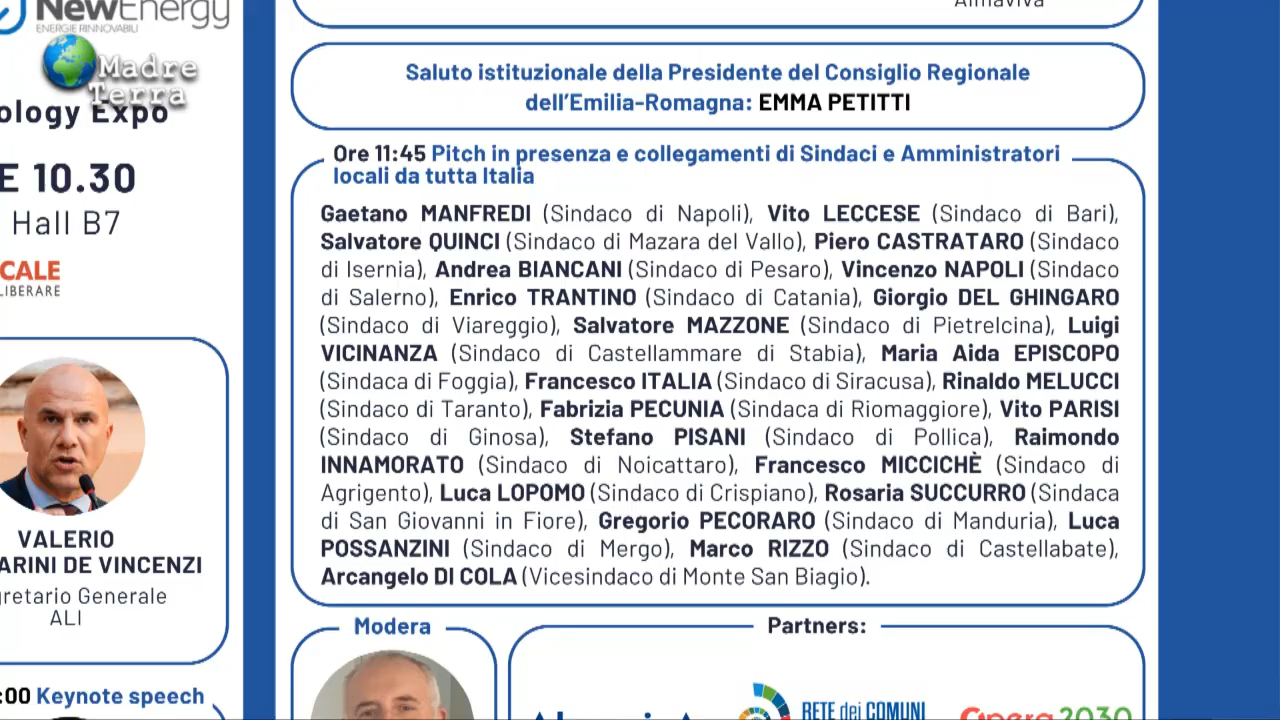 NewEnergy
ENERGIE RINNOVABILI
Madre
Terra
ology Expo
E 10.30
Hall B7
CALE
LIBERARE
VALERIO
ARINI DE VINCENZI
gretario Generale
ALI
:00 Keynote speech
Almaviva
Saluto istituzionale della Presidente del Consiglio Regionale
dell'Emilia-Romagna: EMMA PETITTI
Ore 11:45 Pitch in presenza e collegamenti di Sindaci e Amministratori
locali da tutta Italia
Gaetano MANFREDI (Sindaco di Napoli), Vito LECCESE (Sindaco di Bari),
Salvatore QUINCI (Sindaco di Mazara del Vallo), Piero CASTRATARO (Sindaco
di Isernia), Andrea BIANCANI (Sindaco di Pesaro), Vincenzo NAPOLI (Sindaco
di Salerno), Enrico TRANTINO (Sindaco di Catania), Giorgio DEL GHINGARO
(Sindaco di Viareggio), Salvatore MAZZONE (Sindaco di Pietrelcina), Luigi
VICINANZA (Sindaco di Castellammare di Stabia), Maria Aida EPISCOPO
(Sindaca di Foggia), Francesco ITALIA (Sindaco di Siracusa), Rinaldo MELUCCI
(Sindaco di Taranto), Fabrizia PECUNIA (Sindaca di Riomaggiore), Vito PARISI
(Sindaco di Ginosa), Stefano PISANI (Sindaco di Pollica), Raimondo
INNAMORATO (Sindaco di Noicattaro), Francesco MICCICHÈ (Sindaco di
Agrigento), Luca LOPOMO (Sindaco di Crispiano), Rosaria SUCCURRO (Sindaca
di San Giovanni in Fiore), Gregorio PECORARO (Sindaco di Manduria), Luca
POSSANZINI (Sindaco di Mergo), Marco RIZZO (Sindaco di Castellabate),
Arcangelo DI COLA (Vicesindaco di Monte San Biagio).
Modera
Partners:
RETE dei COMUNI
Opera2030